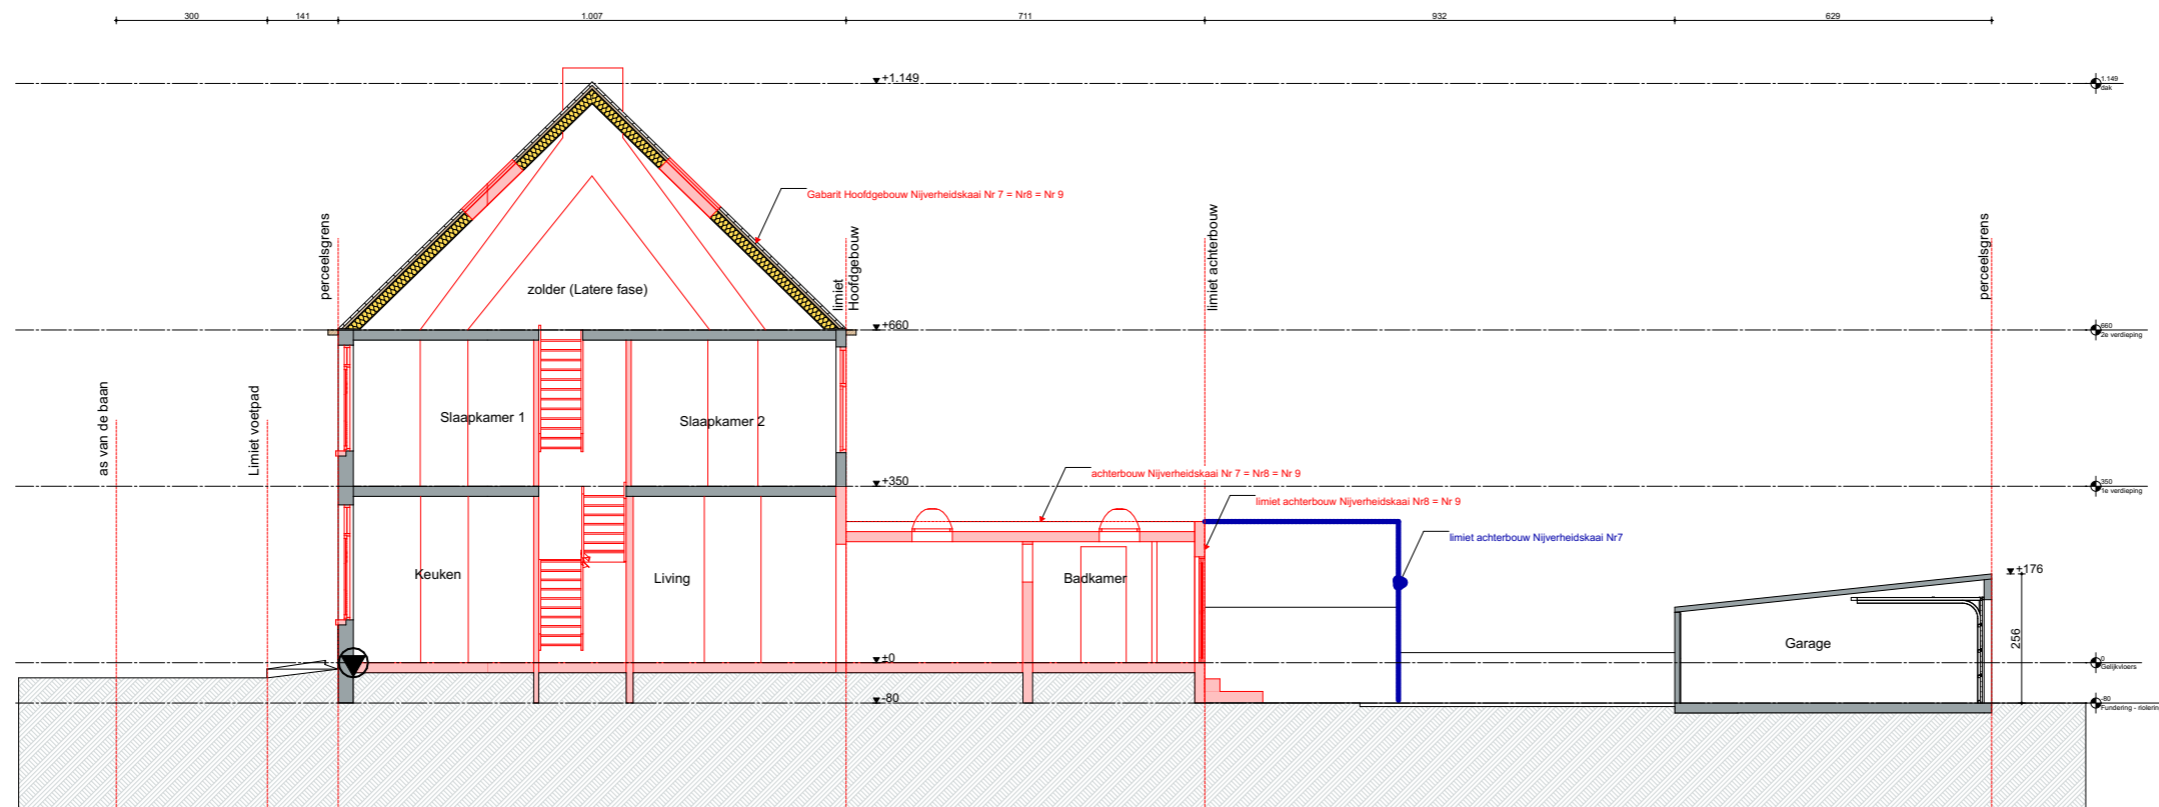 300 141 1.007 711 932 629
+1.149
1.149
dak
Gabarit Hoofdgebouw Nijverheidskaai Nr 7 = Nr8 = Nr 9
perceelsgrens
limiet
Hoofdgebouw
limiet achterbouw
perceelsgrens
zolder (Latere fase)
+660
660
2e verdieping
as van de baan
Limiet voetpad
Slaapkamer 1
Slaapkamer 2
achterbouw Nijverheidskaai Nr 7 = Nr8 = Nr 9
+350
350
1e verdieping
limiet achterbouw Nijverheidskaai Nr8 = Nr 9
limiet achterbouw Nijverheidskaai Nr7
Keuken
Living
Badkamer
+176
256
Garage
±0
0
Gelijkvloers
-80
-80
Fundering - riolerin